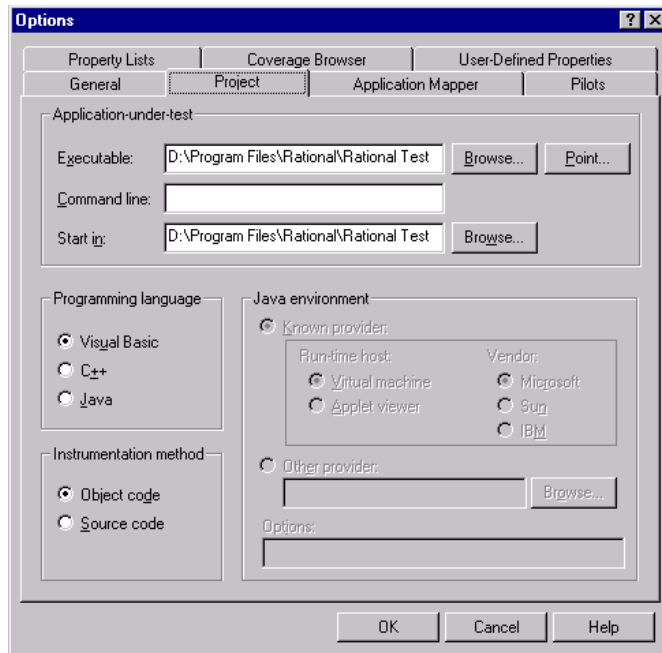 Options
Property Lists Coverage Browser User-Defined Properties
General Project Application Mapper Pilots
Application-under-test
Executable: D:\Program Files\Rational\Rational Test Browse... Point...
Command line:
Start in: D:\Program Files\Rational\Rational Test Browse...
Programming language Java environment
Known provider:
Visual Basic Run-time host: Vendor:
C++ Virtual machine Microsoft
Java Applet viewer Sun
IBM
Instrumentation method
Object code Other provider:
Browse...
Source code
Options:
OK Cancel Help